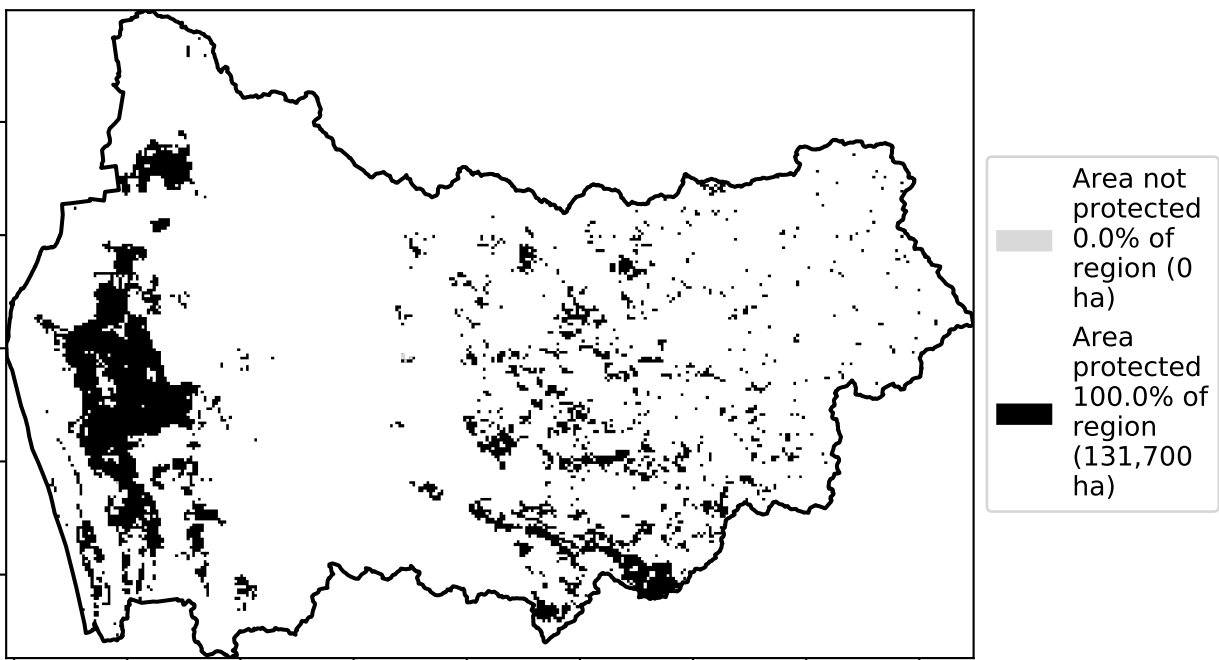 Area not
protected
0.0% of
region (0
ha)
Area
protected
100.0% of
region
(131,700
ha)